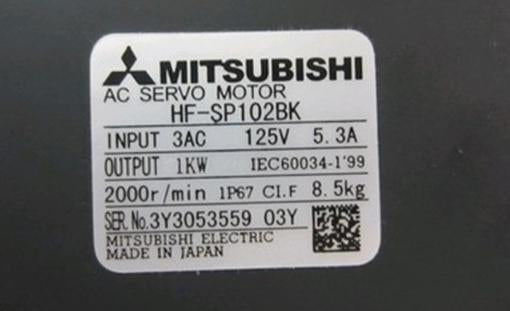 MITSUBISHI
AC SERVO MOTOR
HF-SP102BK
INPUT 3AC 125V 5.3A
OUTPUT 1KW IEC60034-1'99
2000r/min IP67 CI.F 8.5kg
SER.No.3Y3053559 03Y
MITSUBISHI ELECTRIC
MADE IN JAPAN